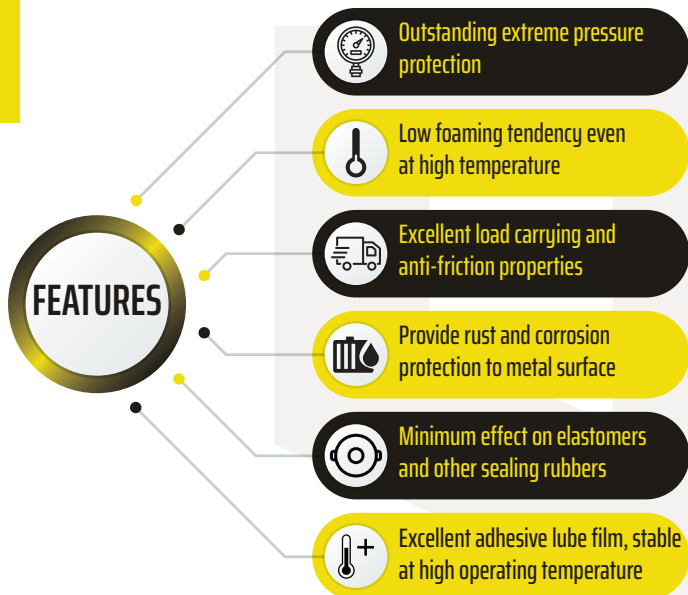 Outstanding extreme pressure
protection
Low foaming tendency even
at high temperature
Excellent load carrying and
anti-friction properties
FEATURES
Provide rust and corrosion
protection to metal surface
Minimum effect on elastomers
and other sealing rubbers
Excellent adhesive lube film, stable
at high operating temperature